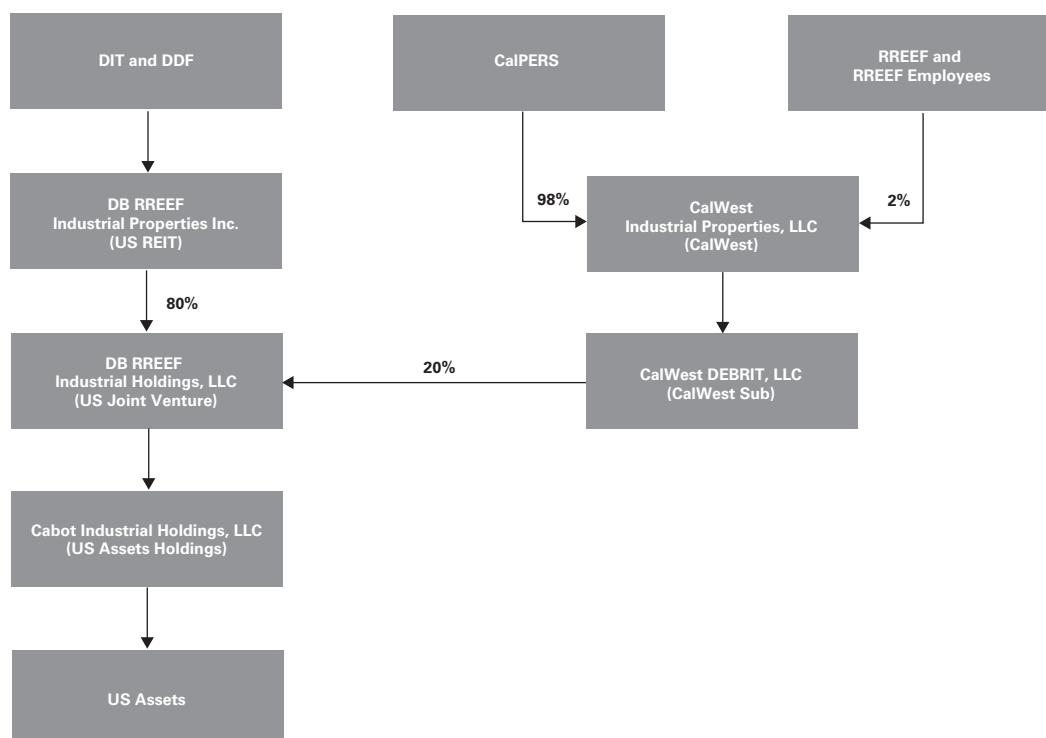 DIT and DDF
CalPERS
RREEF and
RREEF Employees
DB RREEF
Industrial Properties Inc.
(US REIT)
98%
CalWest
Industrial Properties, LLC
(CalWest)
2%
80%
DB RREEF
Industrial Holdings, LLC
(US Joint Venture)
20%
CalWest DEBRIT, LLC
(CalWest Sub)
Cabot Industrial Holdings, LLC
(US Assets Holdings)
US Assets